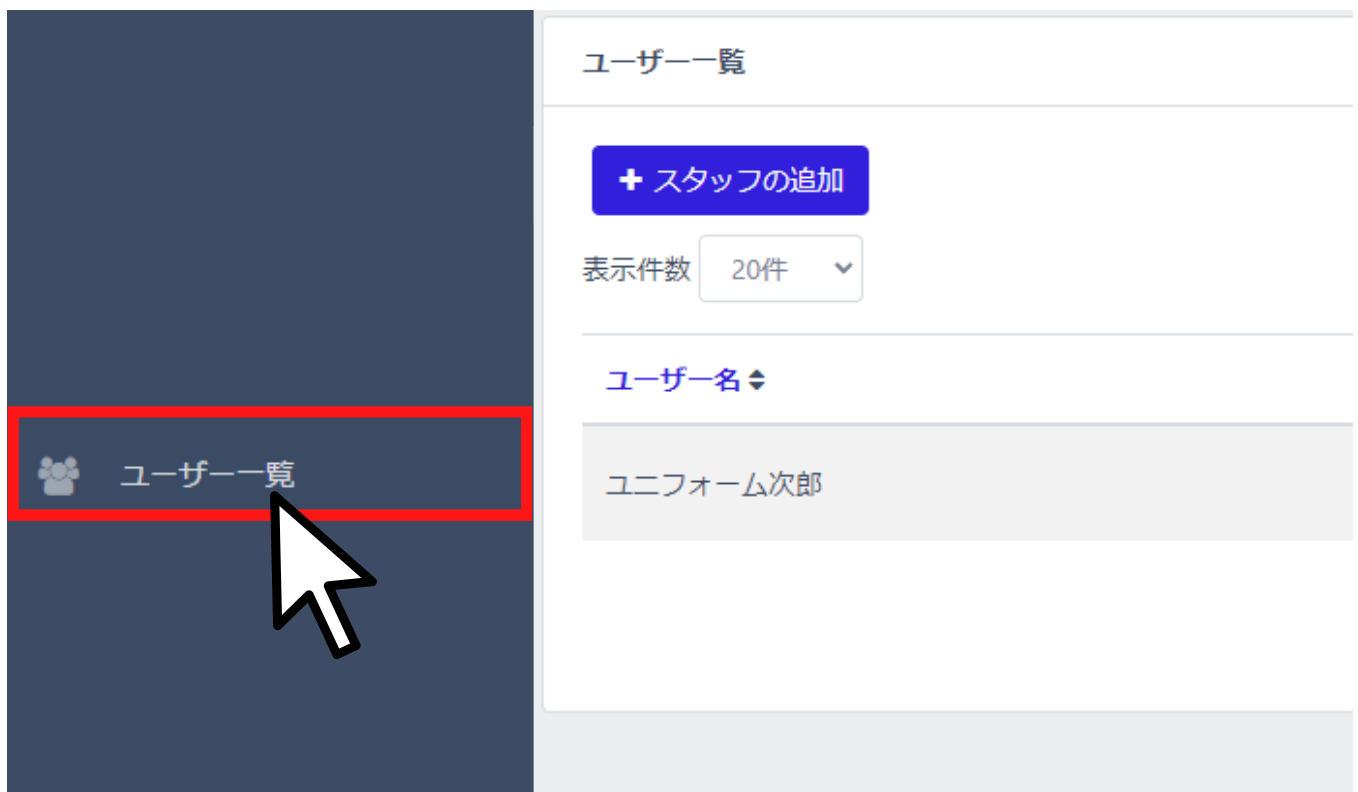 ユーザー一覧
ユーザー一覧
スタッフの追加
表示件数 20件
ユーザー名
ユニフォーム次郎